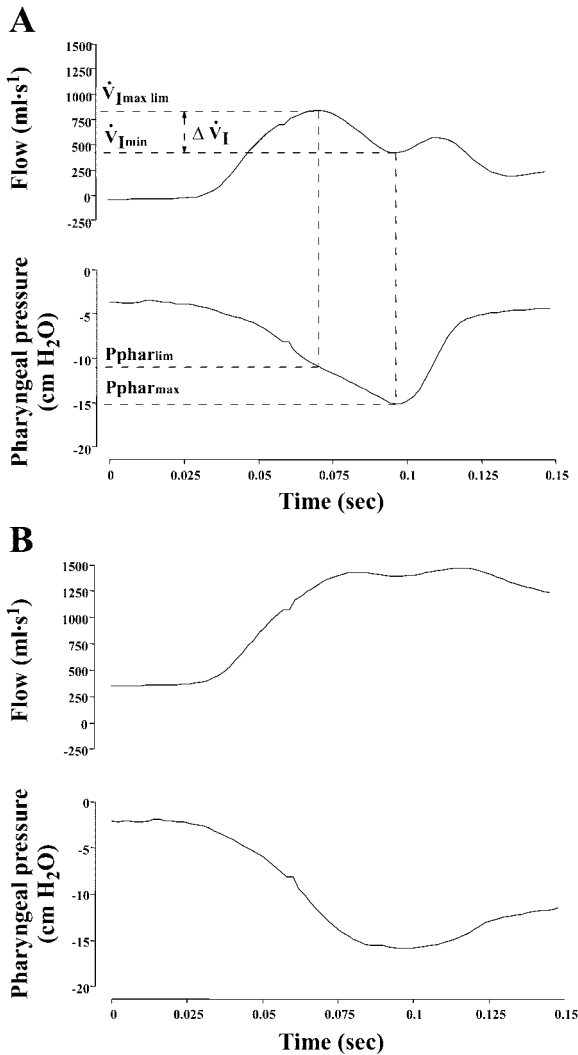 A
1500
1250
1000
750
500
250
0
-250
Flow (ml·s¹)
V̇Imax lim
V̇Imin
Δ V̇I
0
-5
-10
-15
-20
Pharyngeal pressure
(cm H₂O)
Ppharlim
Ppharmax
0 0.025 0.05 0.075 0.1 0.125 0.15
Time (sec)
B
1500
1250
1000
750
500
250
0
-250
Flow (ml·s¹)
0
-5
-10
-15
-20
Pharyngeal pressure
(cm H₂O)
0 0.025 0.05 0.075 0.1 0.125 0.15
Time (sec)